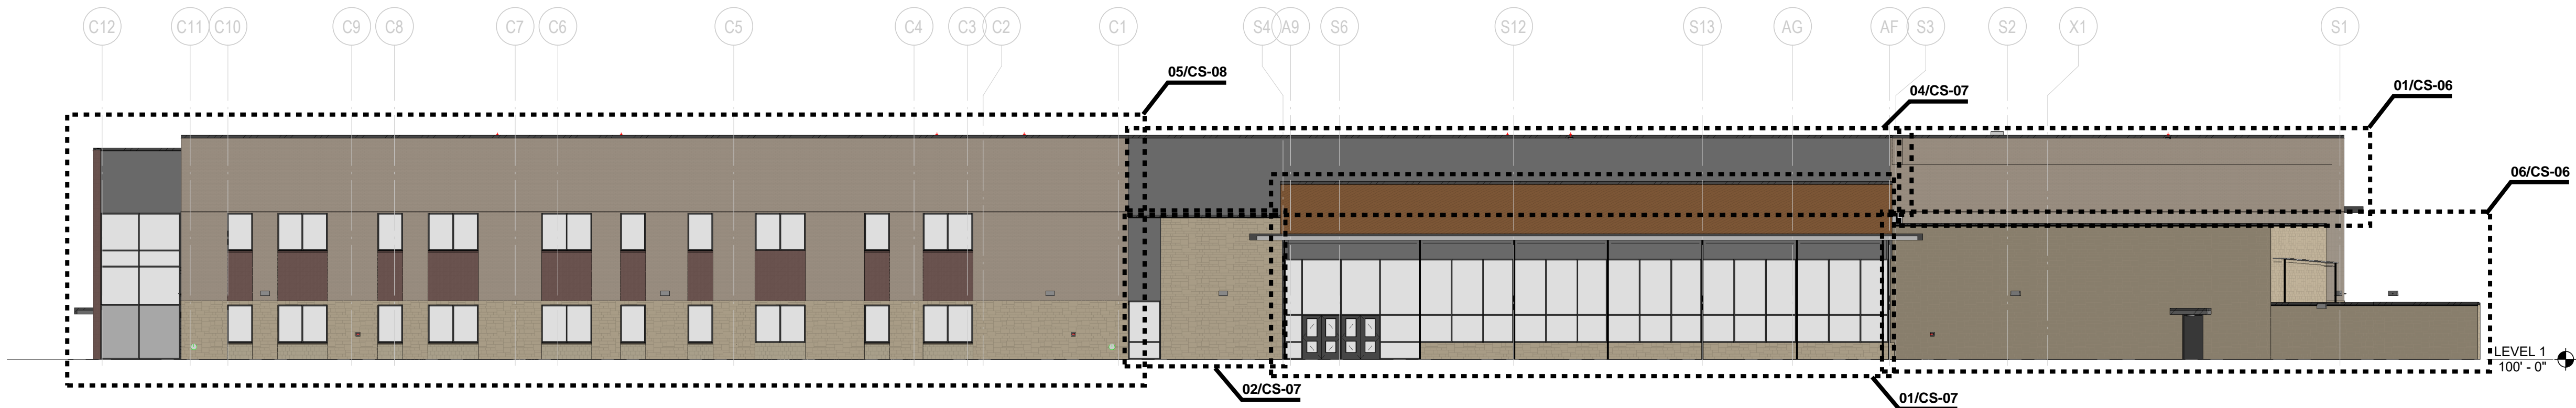 C12
C11
C10
C9
C8
C7
C6
C5
C4
C3
C2
C1
S4
A9
S6
S12
S13
AG
AF
S3
S2
X1
S1
05/CS-08
04/CS-07
01/CS-06
06/CS-06
LEVEL 1
100' - 0"
02/CS-07
01/CS-07